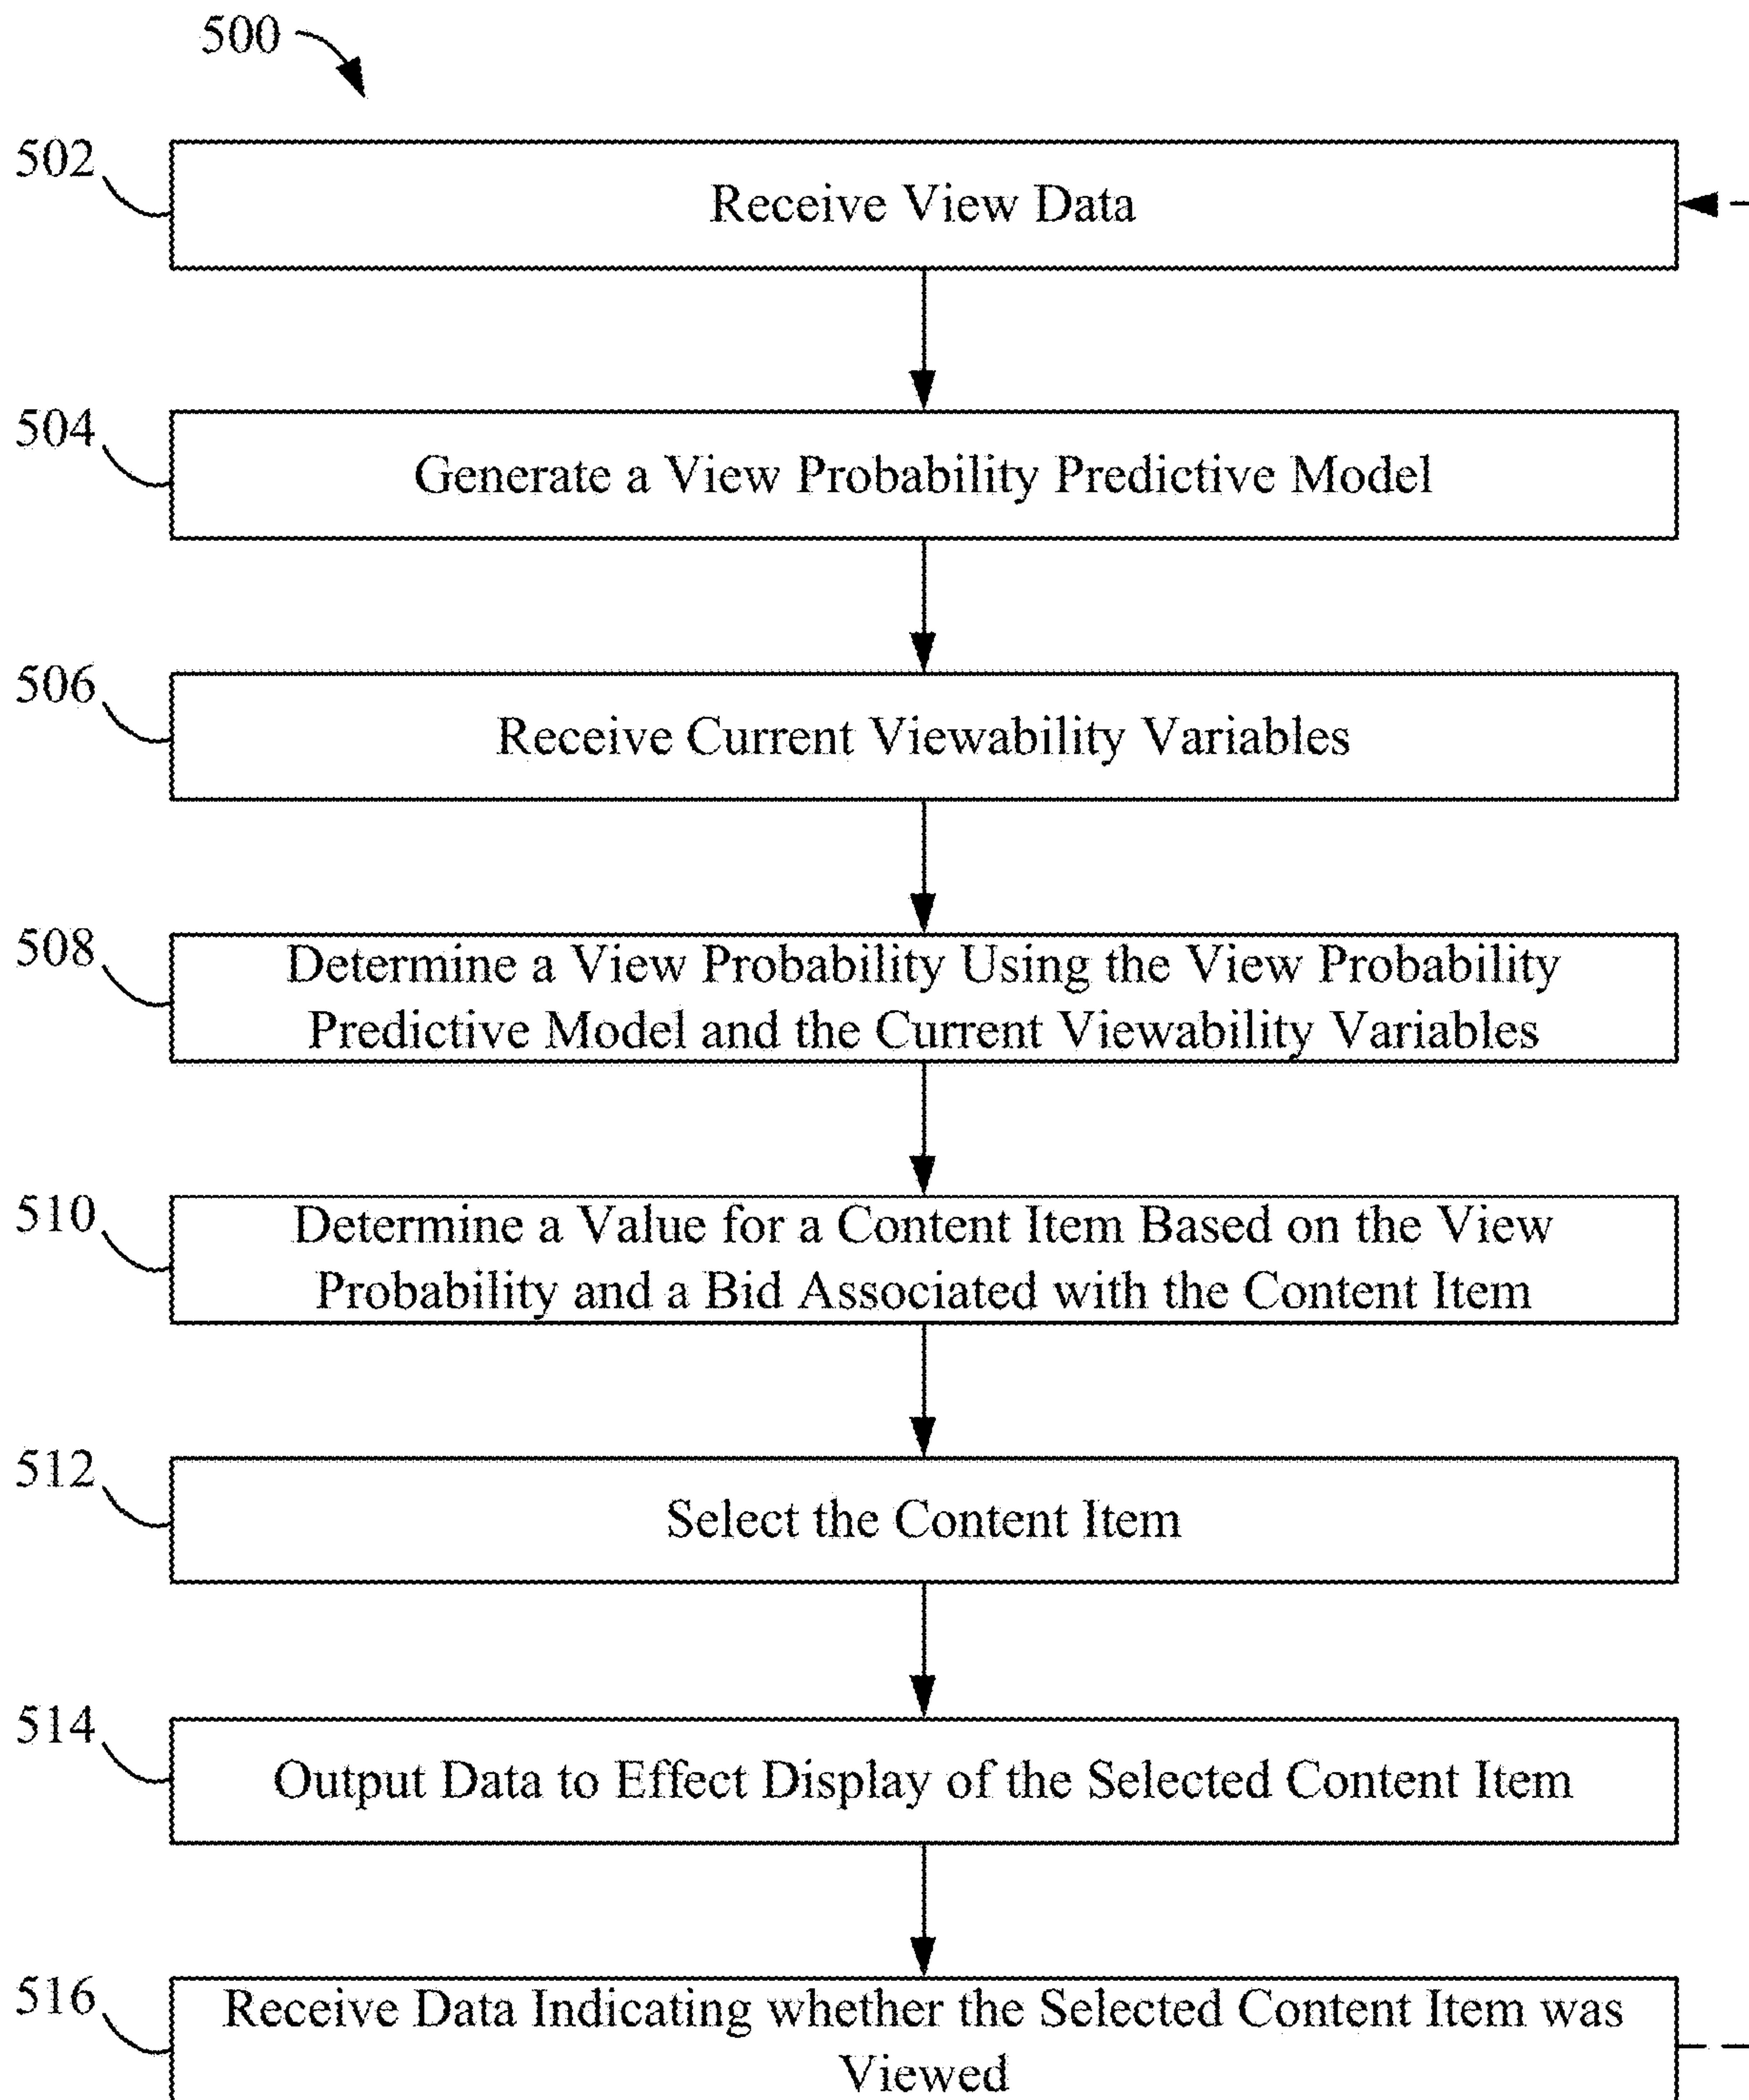 500
502
Receive View Data
504
Generate a View Probability Predictive Model
506
Receive Current Viewability Variables
508
Determine a View Probability Using the View Probability
Predictive Model and the Current Viewability Variables
510
Determine a Value for a Content Item Based on the View
Probability and a Bid Associated with the Content Item
512
Select the Content Item
514
Output Data to Effect Display of the Selected Content Item
516
Receive Data Indicating whether the Selected Content Item was
Viewed